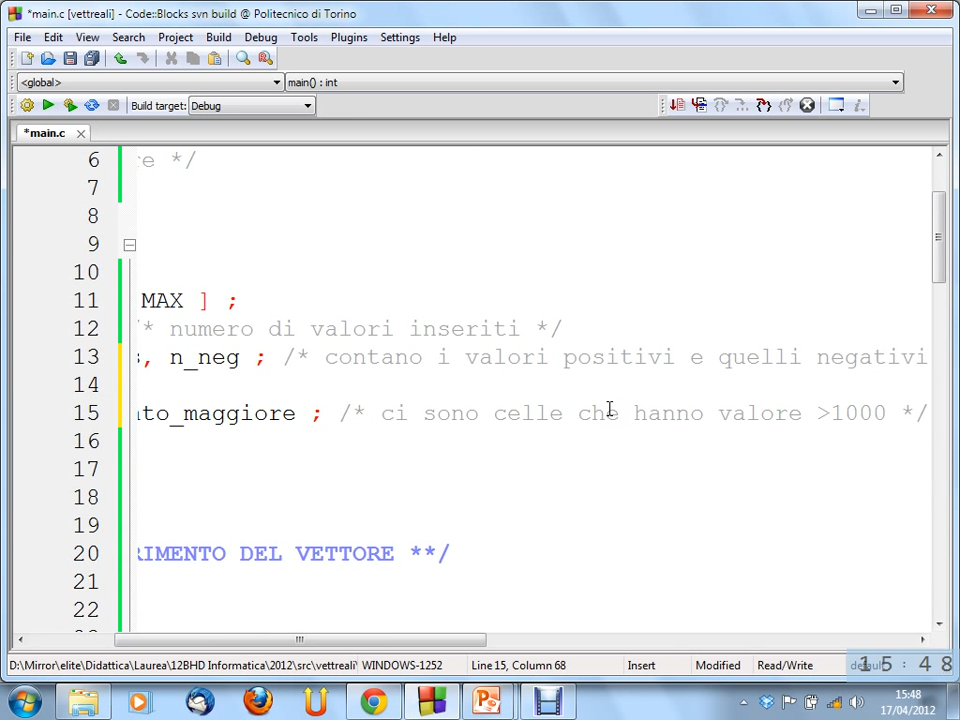 *main.c [vettreali] - Code::Blocks svn build @ Politecnico di Torino
File Edit View Search Project Build Debug Tools Plugins Settings Help
<global> main() : int
Build target: Debug
*main.c
6 re */
7
8
9
10
11 MAX ] ;
12 /* numero di valori inseriti */
13 s, n_neg ; /* contano i valori positivi e quelli negativi
14
15 ato_maggiore ; /* ci sono celle che hanno valore >1000 */
16
17
18
19
20 RIMENTO DEL VETTORE **/
21
22
D:\Mirror\elite\Didattica\Laurea\12BHD Informatica\2012\src\vettreali\ WINDOWS-1252 Line 15, Column 68 Insert Modified Read/Write default
15:48
15:48
17/04/2012